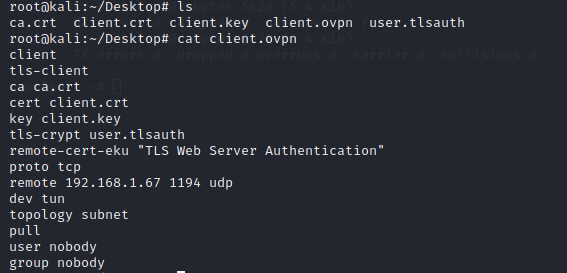 root@kali:~/Desktop# ls
ca.crt  client.crt  client.key  client.ovpn  user.tlsauth
root@kali:~/Desktop# cat client.ovpn
client
tls-client
ca ca.crt
cert client.crt
key client.key
tls-crypt user.tlsauth
remote-cert-eku "TLS Web Server Authentication"
proto tcp
remote 192.168.1.67 1194 udp
dev tun
topology subnet
pull
user nobody
group nobody